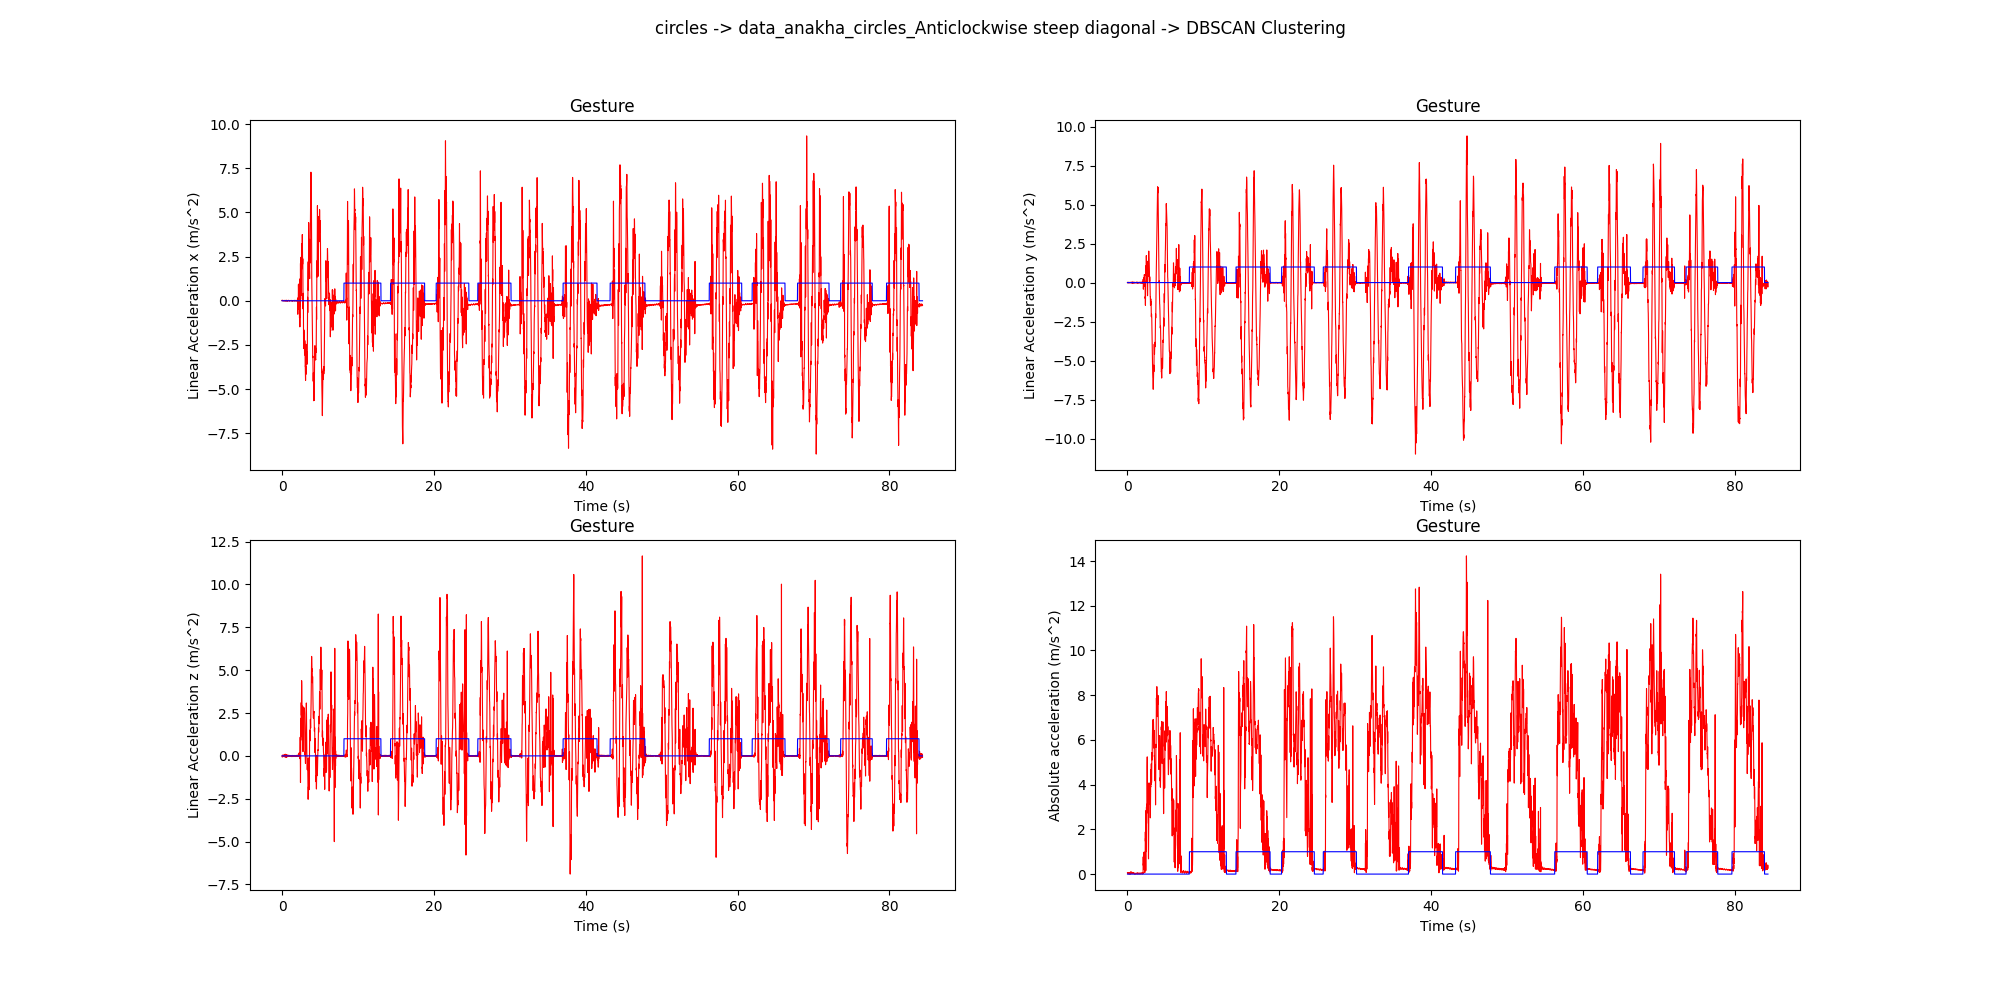 circles -> data_anakha_circles_Anticlockwise steep diagonal -> DBSCAN Clustering
Gesture
10.0
7.5
5.0
2.5
0.0
−2.5
−5.0
−7.5
Linear Acceleration x (m/s^2)
0 20 40 60 80
Time (s)
Gesture
10.0
7.5
5.0
2.5
0.0
−2.5
−5.0
−7.5
−10.0
Linear Acceleration y (m/s^2)
0 20 40 60 80
Time (s)
Gesture
12.5
10.0
7.5
5.0
2.5
0.0
−2.5
−5.0
−7.5
Linear Acceleration z (m/s^2)
0 20 40 60 80
Time (s)
Gesture
14
12
10
8
6
4
2
0
Absolute acceleration (m/s^2)
0 20 40 60 80
Time (s)